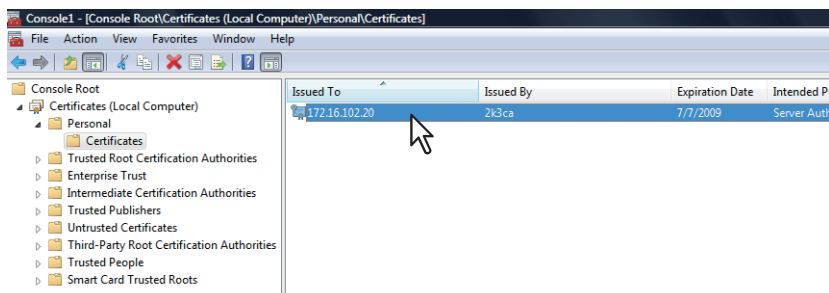 Console1 - [Console Root\Certificates (Local Computer)\Personal\Certificates]
File Action View Favorites Window Help
Console Root
Certificates (Local Computer)
Personal
Certificates
Trusted Root Certification Authorities
Enterprise Trust
Intermediate Certification Authorities
Trusted Publishers
Untrusted Certificates
Third-Party Root Certification Authorities
Trusted People
Smart Card Trusted Roots
Issued To Issued By Expiration Date Intended P
172.16.102.20 2k3ca 7/7/2009 Server Auth